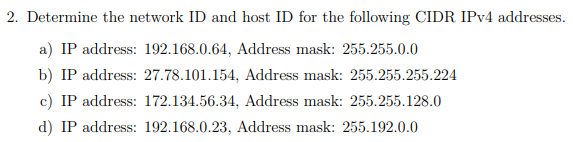 2. Determine the network ID and host ID for the following CIDR IPv4 addresses.
a) IP address: 192.168.0.64, Address mask: 255.255.0.0
b) IP address: 27.78.101.154, Address mask: 255.255.255.224
c) IP address: 172.134.56.34, Address mask: 255.255.128.0
d) IP address: 192.168.0.23, Address mask: 255.192.0.0